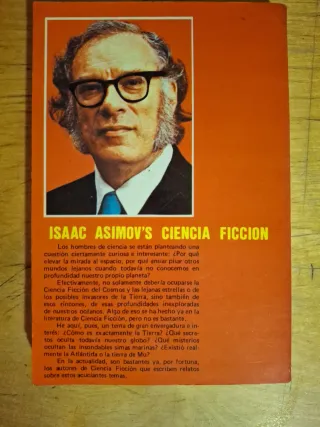 ISAAC ASIMOV'S CIENCIA FICCION
Los hombres de ciencia se están planteando una
cuestión ciertamente curiosa e interesante: ¿Por qué
elevar la mirada al espacio; por qué enviar pilar otros
mundos lejanos cuando todavía no conocemos en
profundidad nuestro propio planeta?
Efectivamente, no solamente debería ocuparse la
Ciencia Ficción del Cosmos y las lejanas estrellas o de
los posibles invasores de la Tierra, sino también de
esos rincones, de esas profundidades inexploradas
de nuestros océanos. Algo de eso se ha hecho ya en la
literatura de Ciencia Ficción, pero no es bastante.
He aquí, pues, un tema de gran envergadura e in-
terés: ¿Cómo es exactamente la Tierra? ¿Qué secre-
tos oculta todavía nuestro globo? ¿Qué misterios
ocultan las insondables simas marinas? ¿Existió real-
mente la Atlántida o la tierra de Mu?
En la actualidad, son bastantes ya, por fortuna,
los autores de Ciencia Ficción que escriben relatos
sobre estos acuciantes temas.